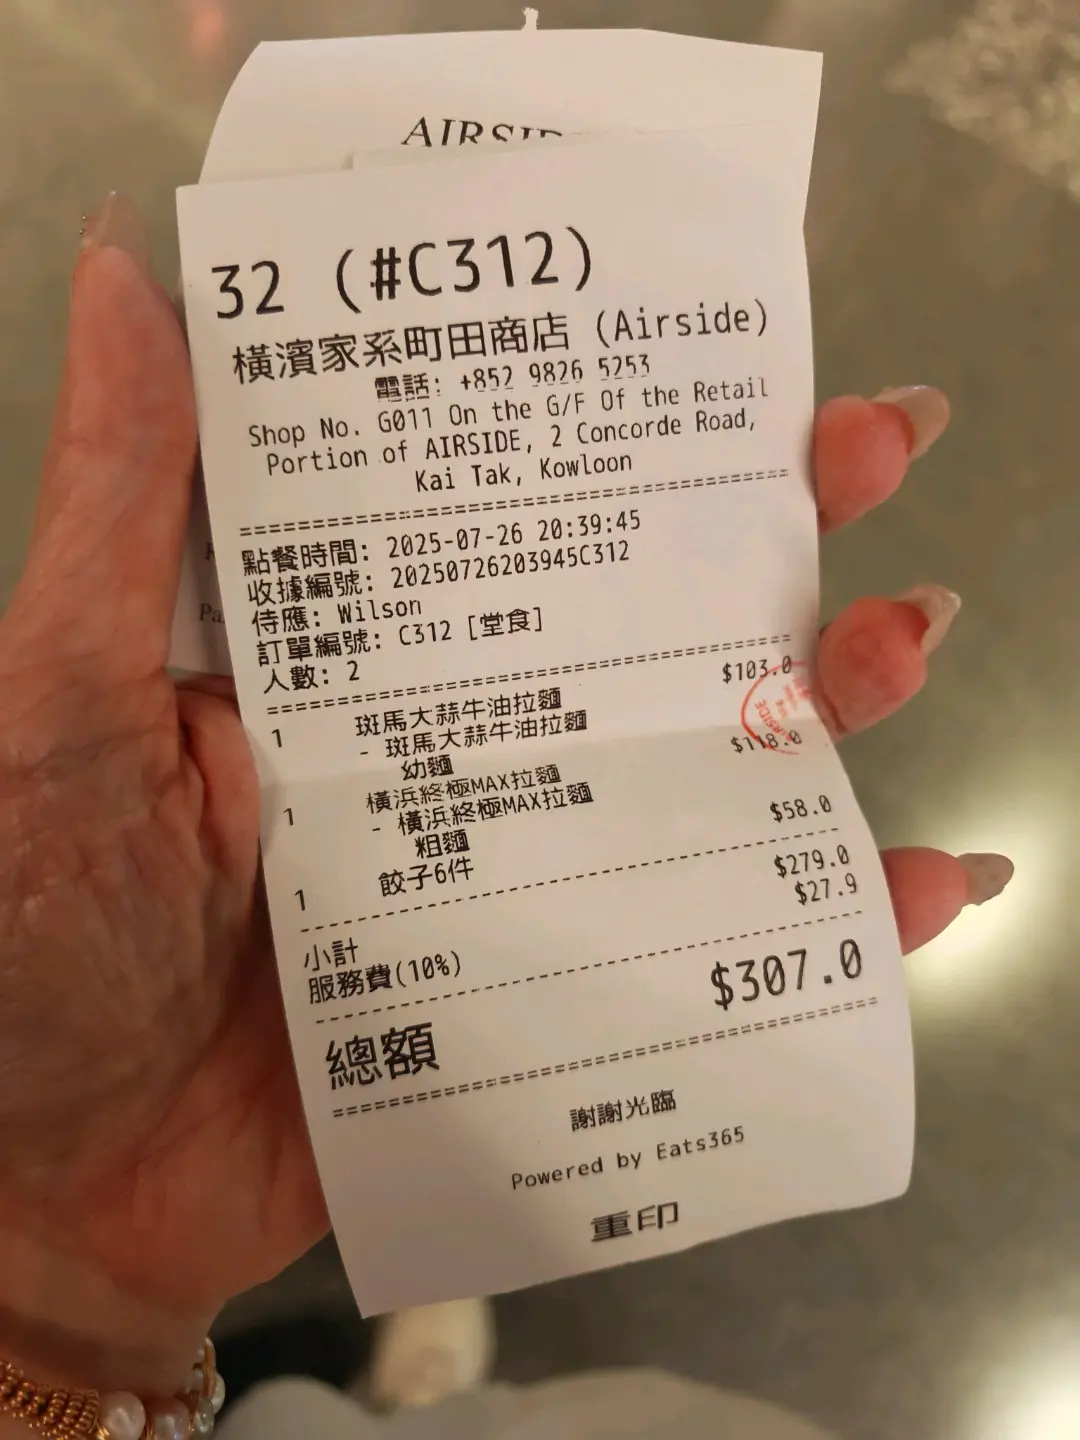 AIRSIDE
32 (#C312)
橫濱家系町田商店 (Airside)
電話: +852 9826 5253
Shop No. G011 On the G/F Of the Retail
Portion of AIRSIDE, 2 Concorde Road,
Kai Tak, Kowloon
點餐時間: 2025-07-26 20:39:45
收據編號: 20250726203945C312
侍應: Wilson
訂單編號: C312 [堂食]
人數: 2
1 斑馬大蒜牛油拉麵 $103.0
- 斑馬大蒜牛油拉麵
幼麵
1 橫浜終極MAX拉麵 $118.0
- 橫浜終極MAX拉麵
粗麵
1 餃子6件 $58.0
小計 $279.0
服務費(10%) $27.9
總額 $307.0
謝謝光臨
Powered by Eats365
重印
AIRSIDE